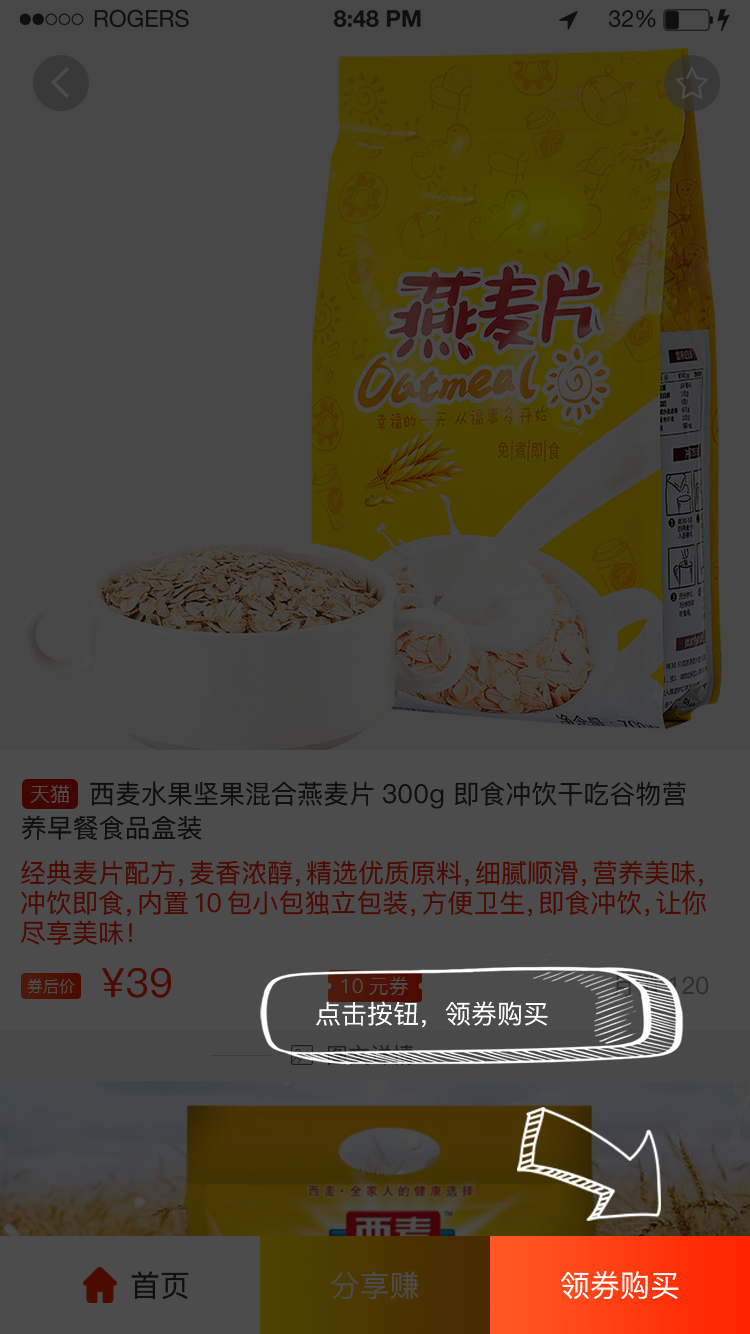 ROGERS 8:48 PM 32%
燕麦片
Oatmeal
幸福的一天 从福事多开始
免|煮|即|食
天猫 西麦水果坚果混合燕麦片 300g 即食冲饮干吃谷物营
养早餐食品盒装
经典麦片配方,麦香浓醇,精选优质原料,细腻顺滑,营养美味,
冲饮即食,内置 10 包小包独立包装,方便卫生,即食冲饮,让你
尽享美味!
券后价 ¥39 10 元券 120
点击按钮，领券购买
图文详情
西麦·全家人的健康选择
西麦
首页 分享赚 领券购买